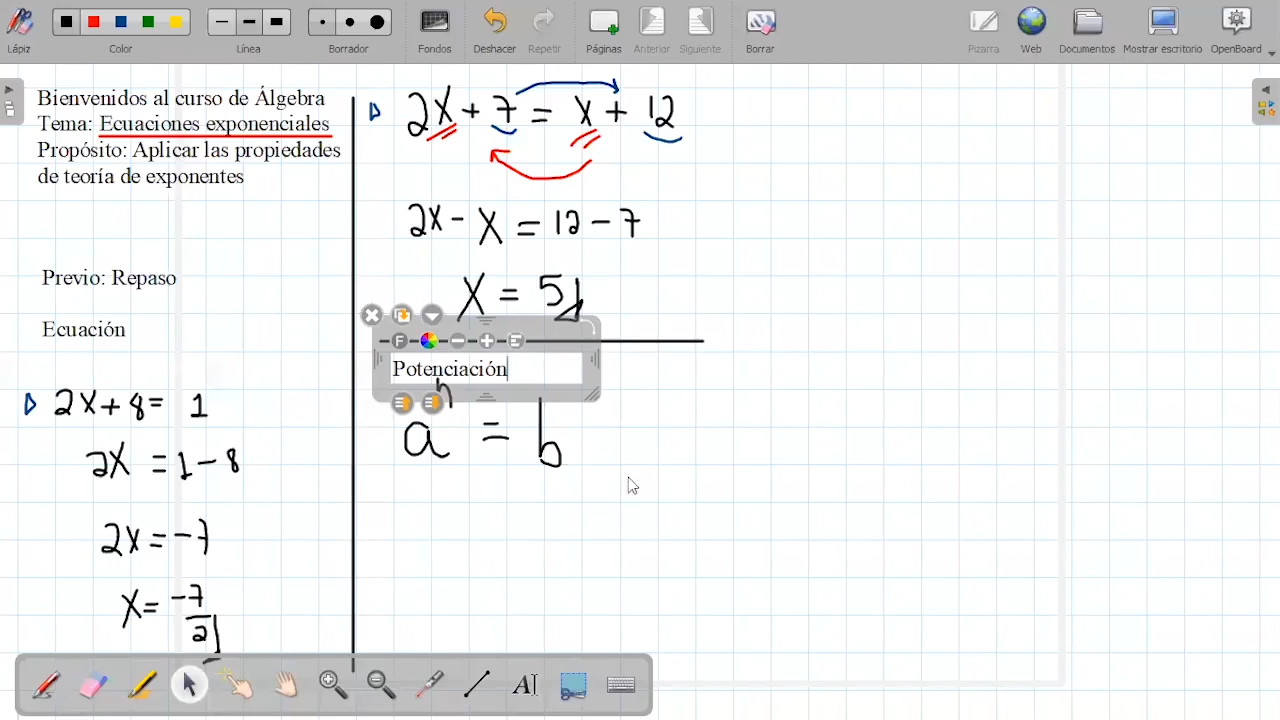 Lápiz
Color
Línea
Borrador
Fondos
Deshacer
Repetir
Páginas
Anterior
Siguiente
Borrar
Pizarra
Web
Documentos
Mostrar escritorio
OpenBoard
Bienvenidos al curso de Álgebra
Tema: Ecuaciones exponenciales
Propósito: Aplicar las propiedades
de teoría de exponentes
Previo: Repaso
Ecuación
2X + 8 = 1
2X = 1 - 8
2X = -7
X = -7/2
2X + 7 = X + 12
2X - X = 12 - 7
X = 5
F
Potenciación
a^n = b
AI